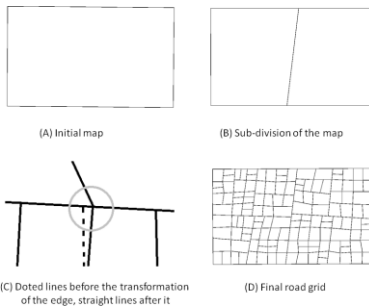 (A) Initial map
(B) Sub-division of the map
(C) Doted lines before the transformation
of the edge, straight lines after it
(D) Final road grid